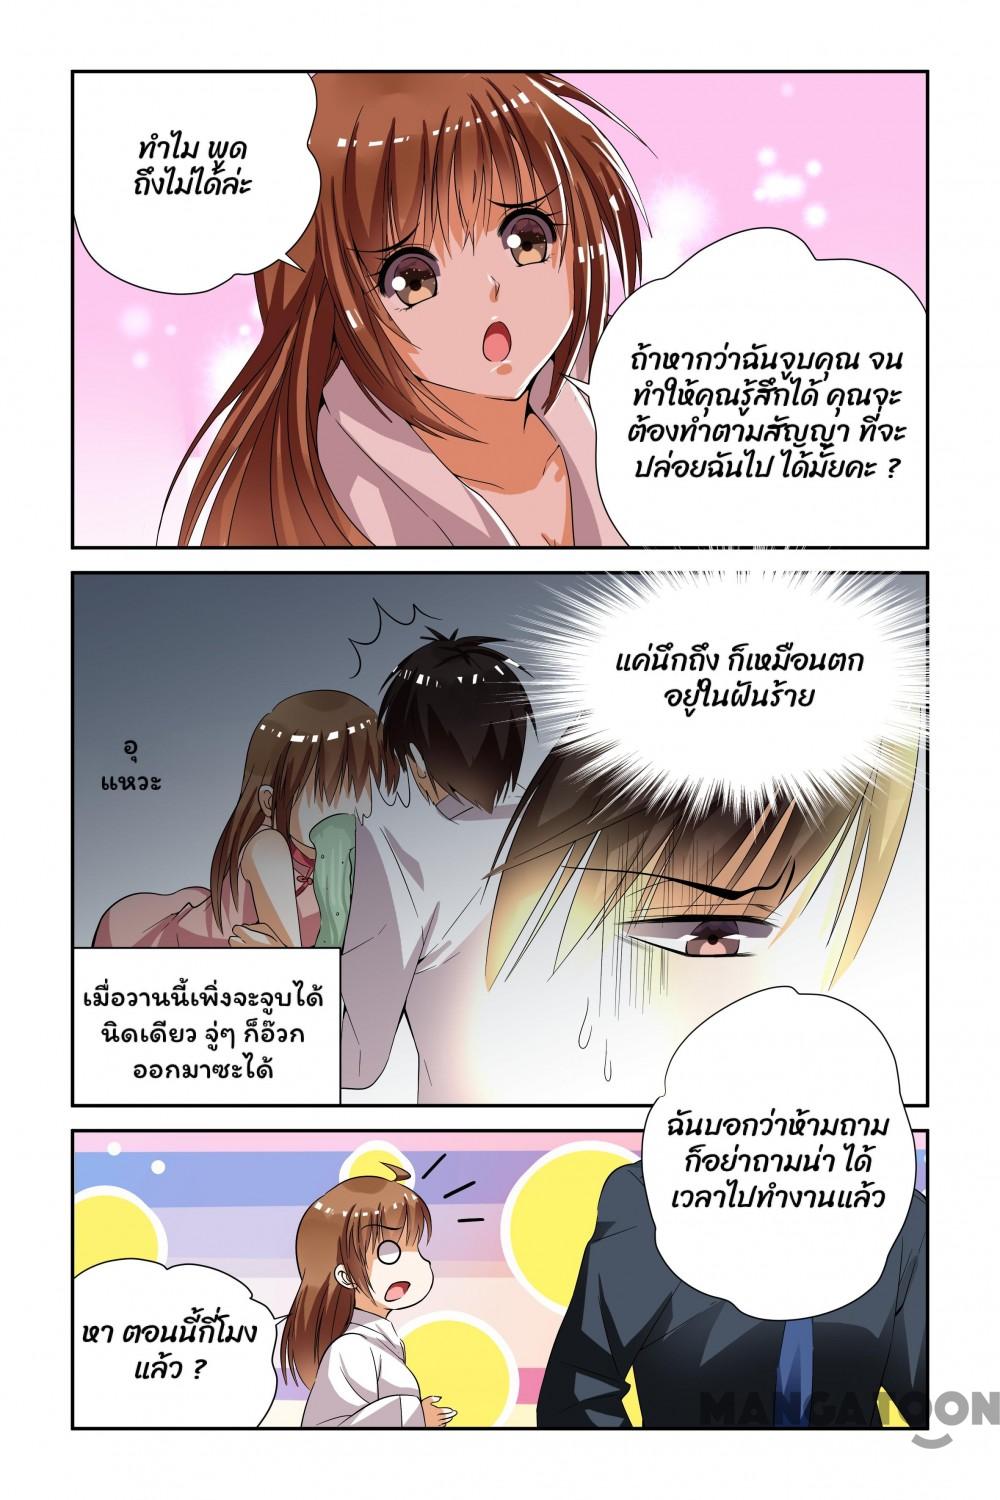 ทำไม พูด
ถึงไม่ได้ล่ะ
ถ้าหากว่าฉันจูบคุณ จน
ทำให้คุณรู้สึกได้ คุณจะ
ต้องทำตามสัญญา ที่จะ
ปล่อยฉันไป ได้มั้ยคะ ?
แค่นึกถึง ก็เหมือนตก
อยู่ในฝันร้าย
อุ
แหวะ
เมื่อวานนี้เพิ่งจะจูบได้
นิดเดียว จู่ๆ ก็อ๊วก
ออกมาซะได้
ฉันบอกว่าห้ามถาม
ก็อย่าถามน่า ได้
เวลาไปทำงานแล้ว
หา ตอนนี้กี่โมง
แล้ว ?
MANGATOON